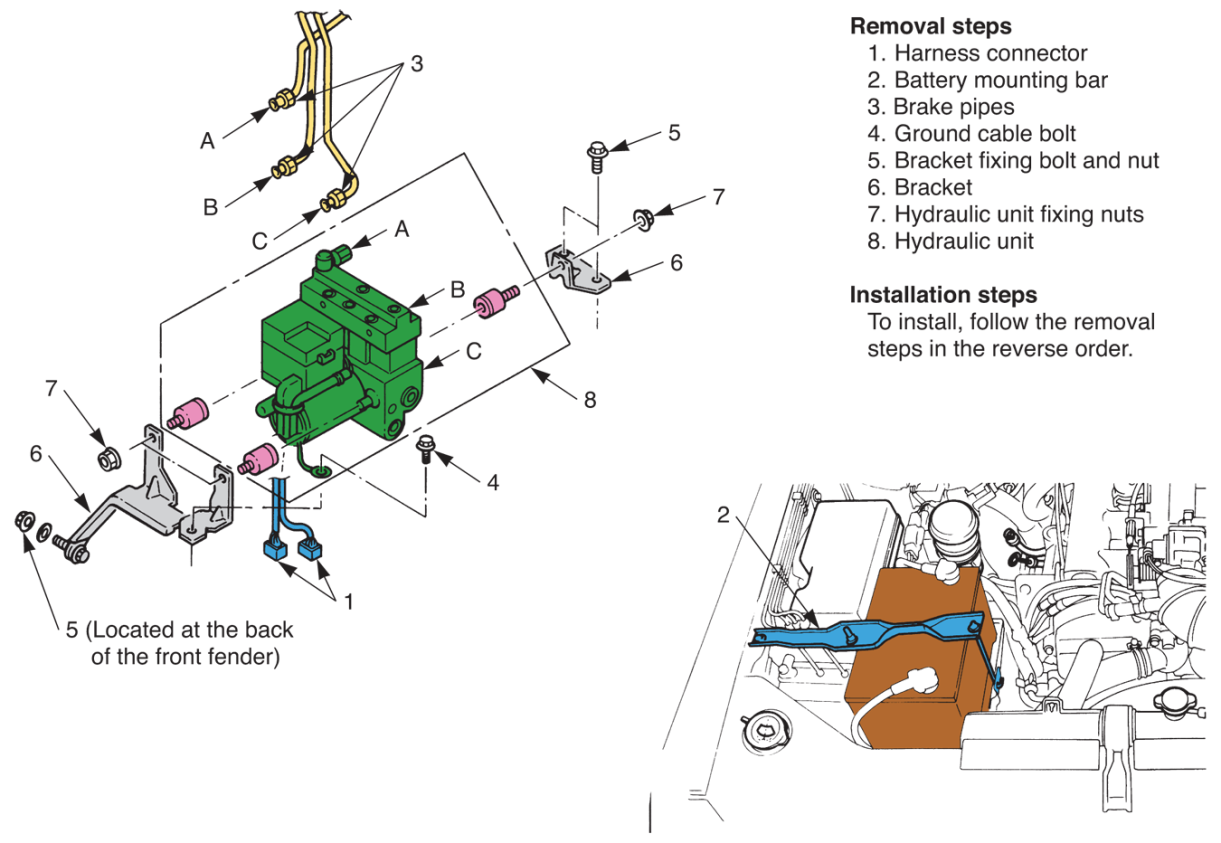 Removal steps
1. Harness connector
2. Battery mounting bar
3. Brake pipes
4. Ground cable bolt
5. Bracket fixing bolt and nut
6. Bracket
7. Hydraulic unit fixing nuts
8. Hydraulic unit
Installation steps
To install, follow the removal
steps in the reverse order.
3
A
B
C
5
7
6
A
B
C
8
7
6
4
1
5 (Located at the back
of the front fender)
2